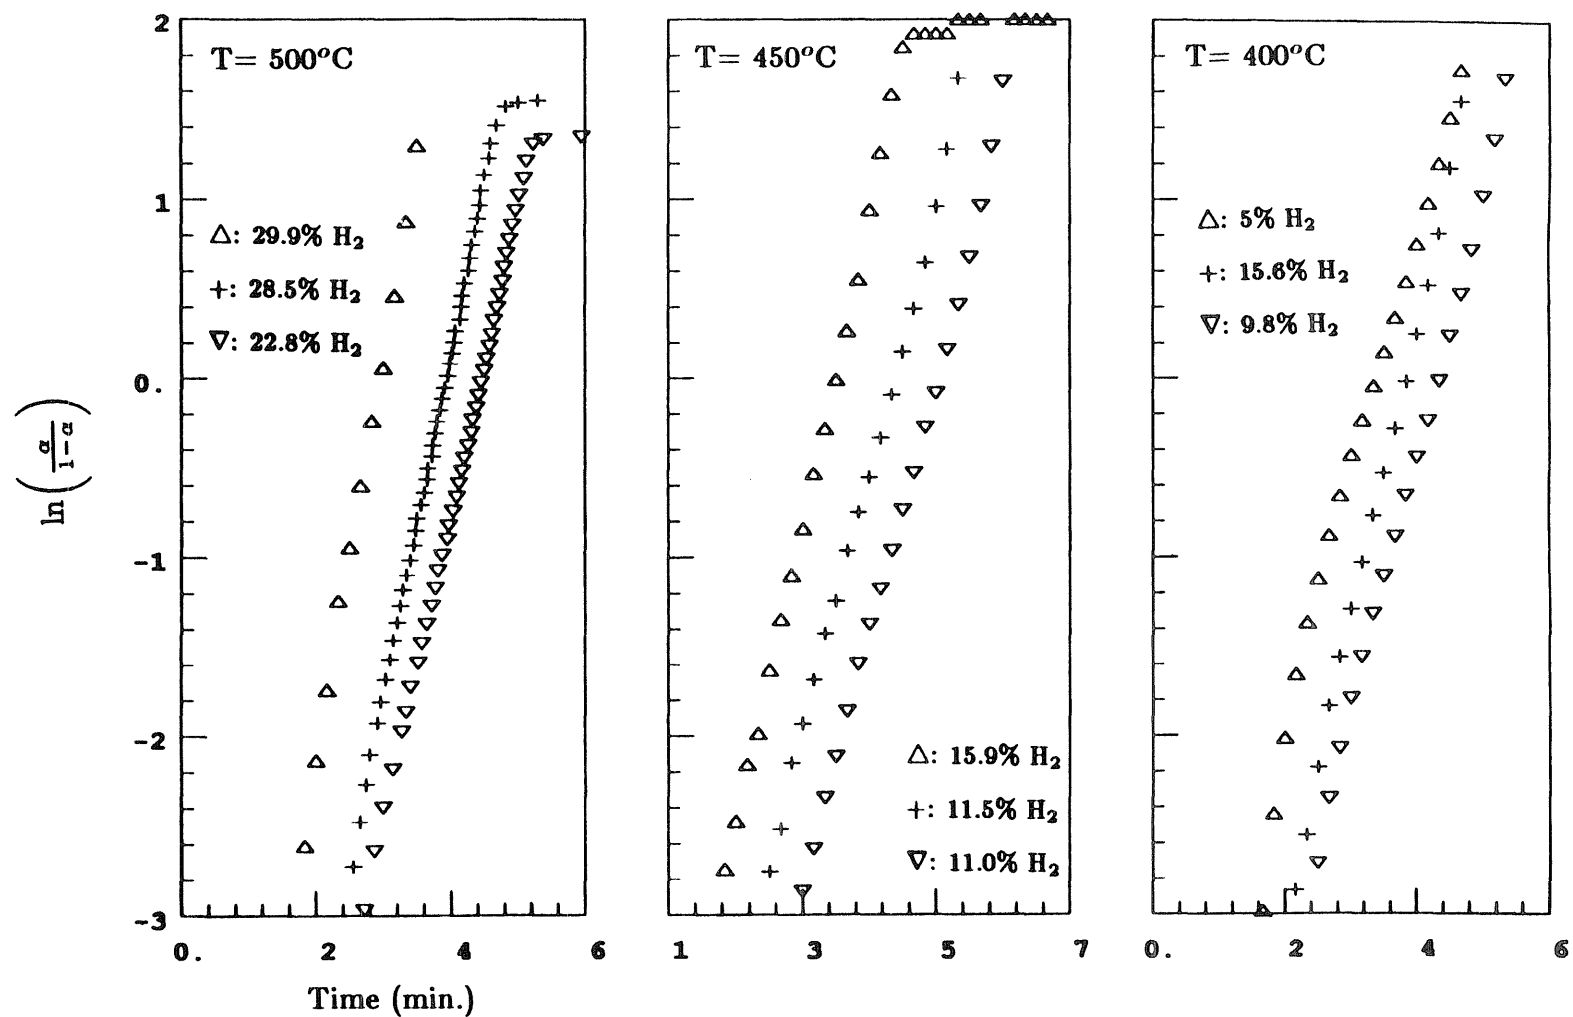 T= 500°C
△: 29.9% H₂
+: 28.5% H₂
▽: 22.8% H₂
2
1
0.
-1
-2
-3
ln (α/1−α)
0. 2 4 6
Time (min.)
T= 450°C
△: 15.9% H₂
+: 11.5% H₂
▽: 11.0% H₂
1 3 5 7
T= 400°C
△: 5% H₂
+: 15.6% H₂
▽: 9.8% H₂
0. 2 4 6